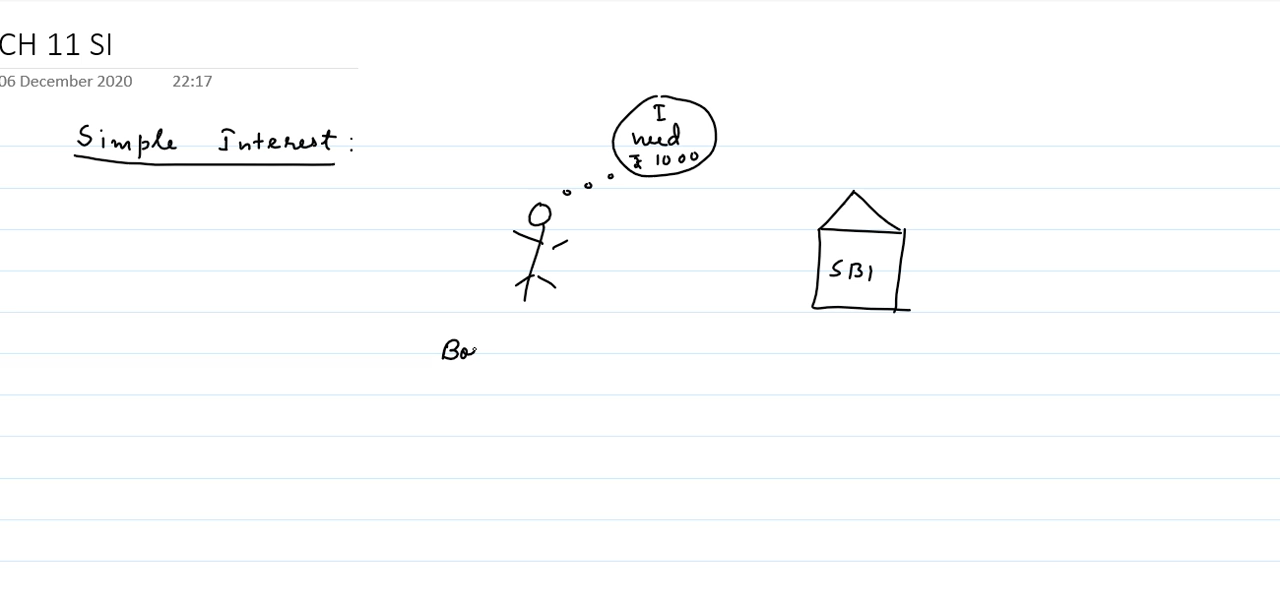 CH 11 SI
06 December 2020 22:17
Simple Interest :
I
need
₹ 1000
SBI
Bo